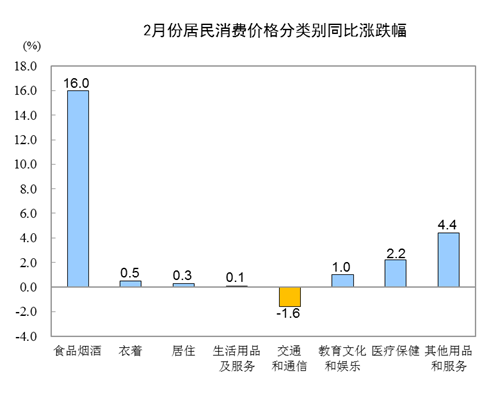 2月份居民消费价格分类别同比涨跌幅
(%)
18.0
16.0
14.0
12.0
10.0
8.0
6.0
4.0
2.0
0.0
-2.0
-4.0
16.0
0.5
0.3
0.1
-1.6
1.0
2.2
4.4
食品烟酒
衣着
居住
生活用品
及服务
交通
和通信
教育文化
和娱乐
医疗保健
其他用品
和服务